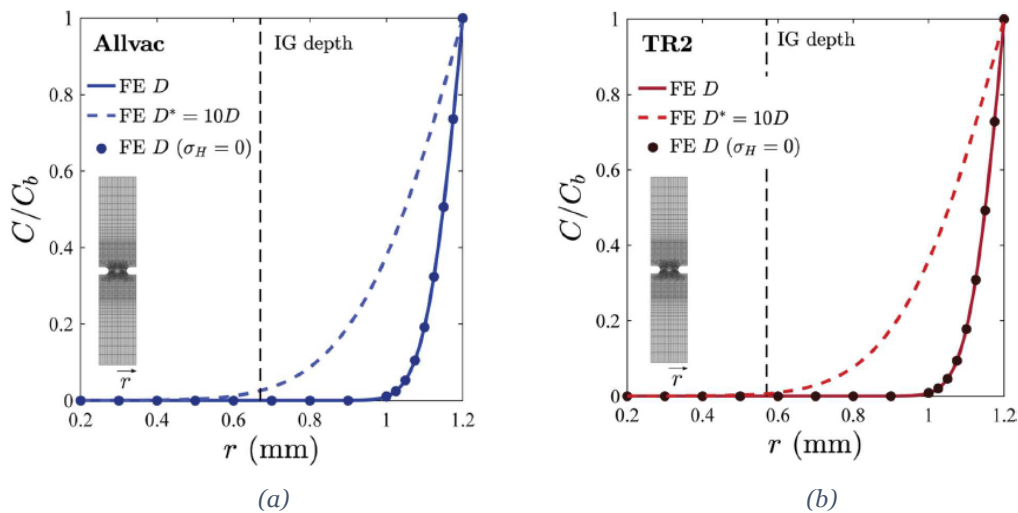 Allvac
IG depth
FE D
FE D* = 10D
FE D (σ_H = 0)
C/C_b
1
0.8
0.6
0.4
0.2
0
r
0.2 0.4 0.6 0.8 1 1.2
r (mm)
(a)
TR2
IG depth
FE D
FE D* = 10D
FE D (σ_H = 0)
C/C_b
1
0.8
0.6
0.4
0.2
0
r
0.2 0.4 0.6 0.8 1 1.2
r (mm)
(b)